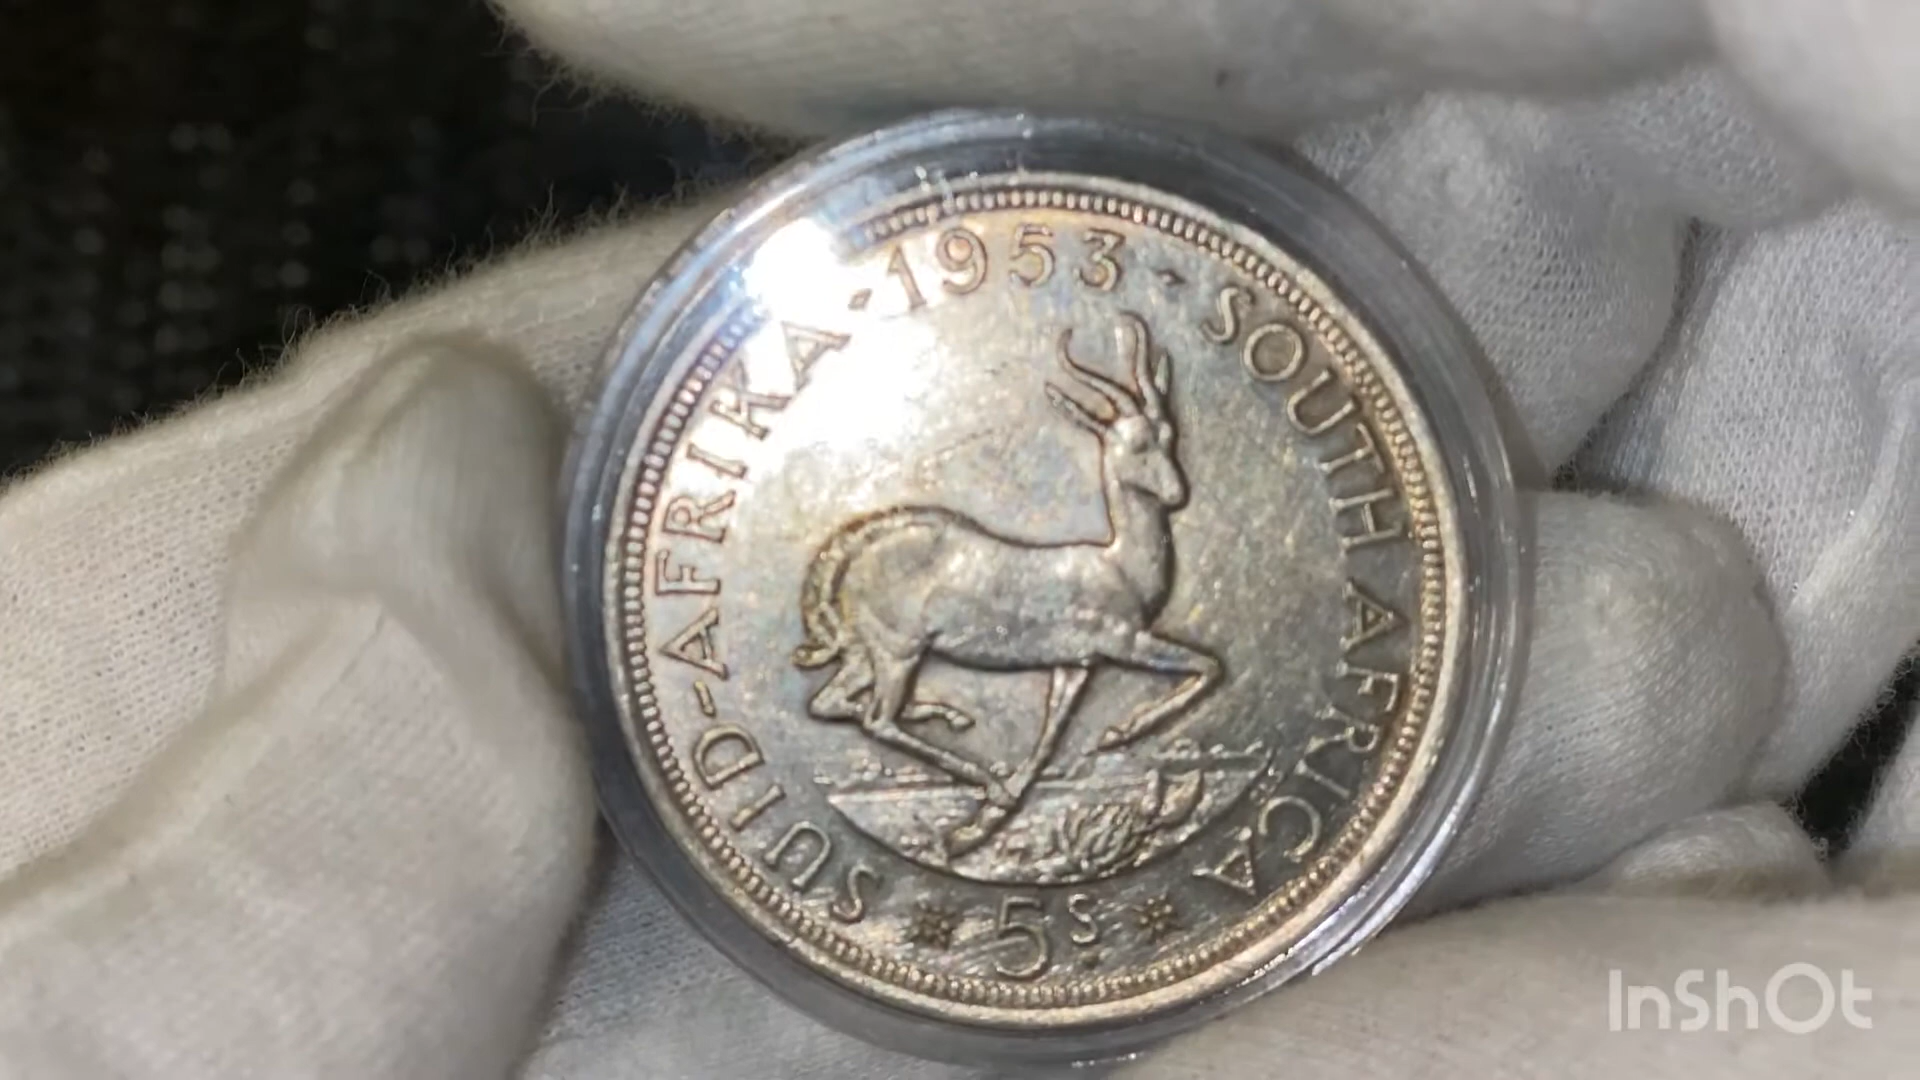 SUID-AFRIKA · 1953 · SOUTH AFRICA
5S.
InShOt